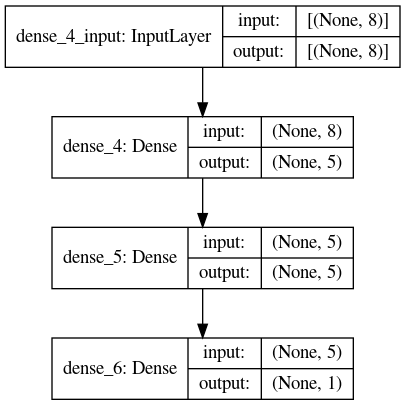 dense_4_input: InputLayer
input: [(None, 8)]
output: [(None, 8)]
dense_4: Dense
input: (None, 8)
output: (None, 5)
dense_5: Dense
input: (None, 5)
output: (None, 5)
dense_6: Dense
input: (None, 5)
output: (None, 1)